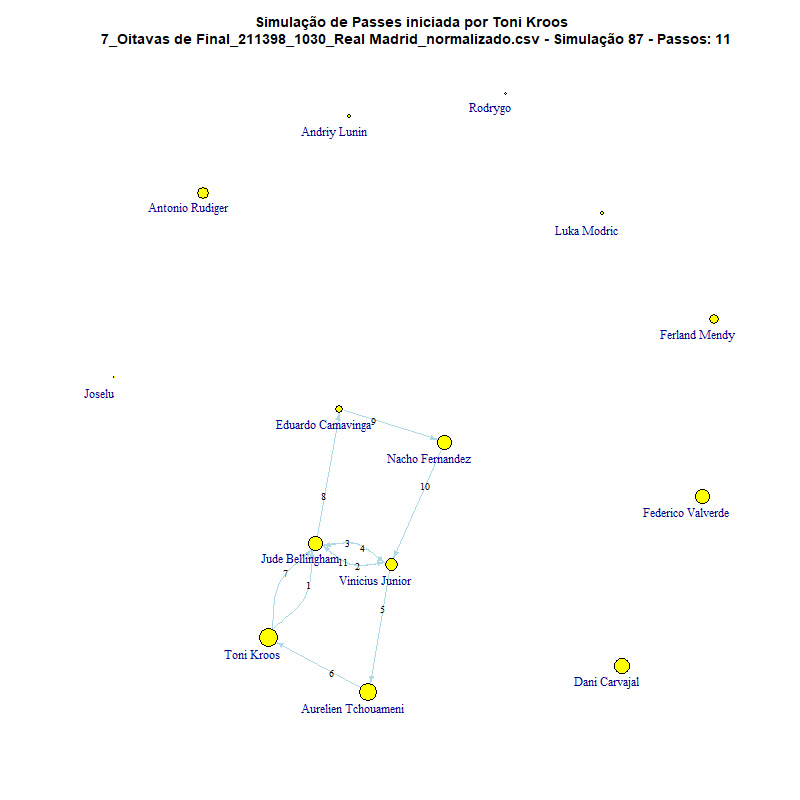 Simulação de Passes iniciada por Toni Kroos
7_Oitavas de Final_211398_1030_Real Madrid_normalizado.csv - Simulação 87 - Passos: 11
Rodrygo
Andriy Lunin
Antonio Rudiger
Luka Modric
Ferland Mendy
Joselu
Eduardo Camavinga
9
Nacho Fernandez
10
8
Federico Valverde
3
4
Jude Bellingham
11
2
7
1
Vinicius Junior
5
Toni Kroos
6
Dani Carvajal
Aurelien Tchouameni